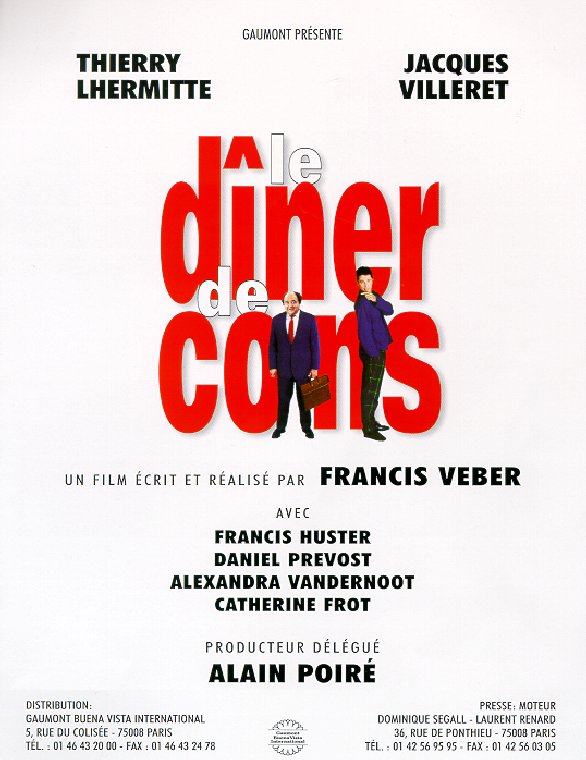 GAUMONT PRÉSENTE
THIERRY
LHERMITTE
JACQUES
VILLERET
le
dîner
de
cons
UN FILM ÉCRIT ET RÉALISÉ PAR FRANCIS VEBER
AVEC
FRANCIS HUSTER
DANIEL PREVOST
ALEXANDRA VANDERNOOT
CATHERINE FROT
PRODUCTEUR DÉLÉGUÉ
ALAIN POIRÉ
DISTRIBUTION:
GAUMONT BUENA VISTA INTERNATIONAL
5, RUE DU COLISÉE - 75008 PARIS
TÉL. : 01 46 43 20 00 - FAX : 01 46 43 24 78
Gaumont
Buena Vista
International
PRESSE: MOTEUR
DOMINIQUE SEGALL - LAURENT RENARD
36, RUE DE PONTHIEU - 75008 PARIS
TÉL. : 01 42 56 95 95 - FAX : 01 42 56 03 05